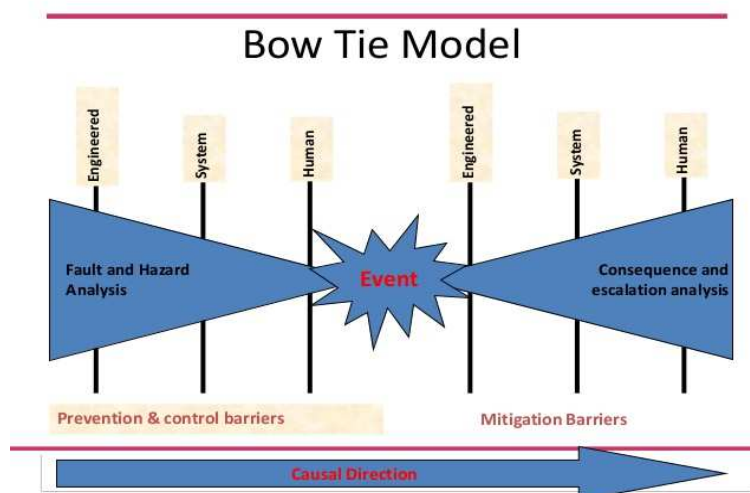 Bow Tie Model
Engineered
System
Human
Engineered
System
Human
Fault and Hazard
Analysis
Event
Consequence and
escalation analysis
Prevention & control barriers
Mitigation Barriers
Causal Direction